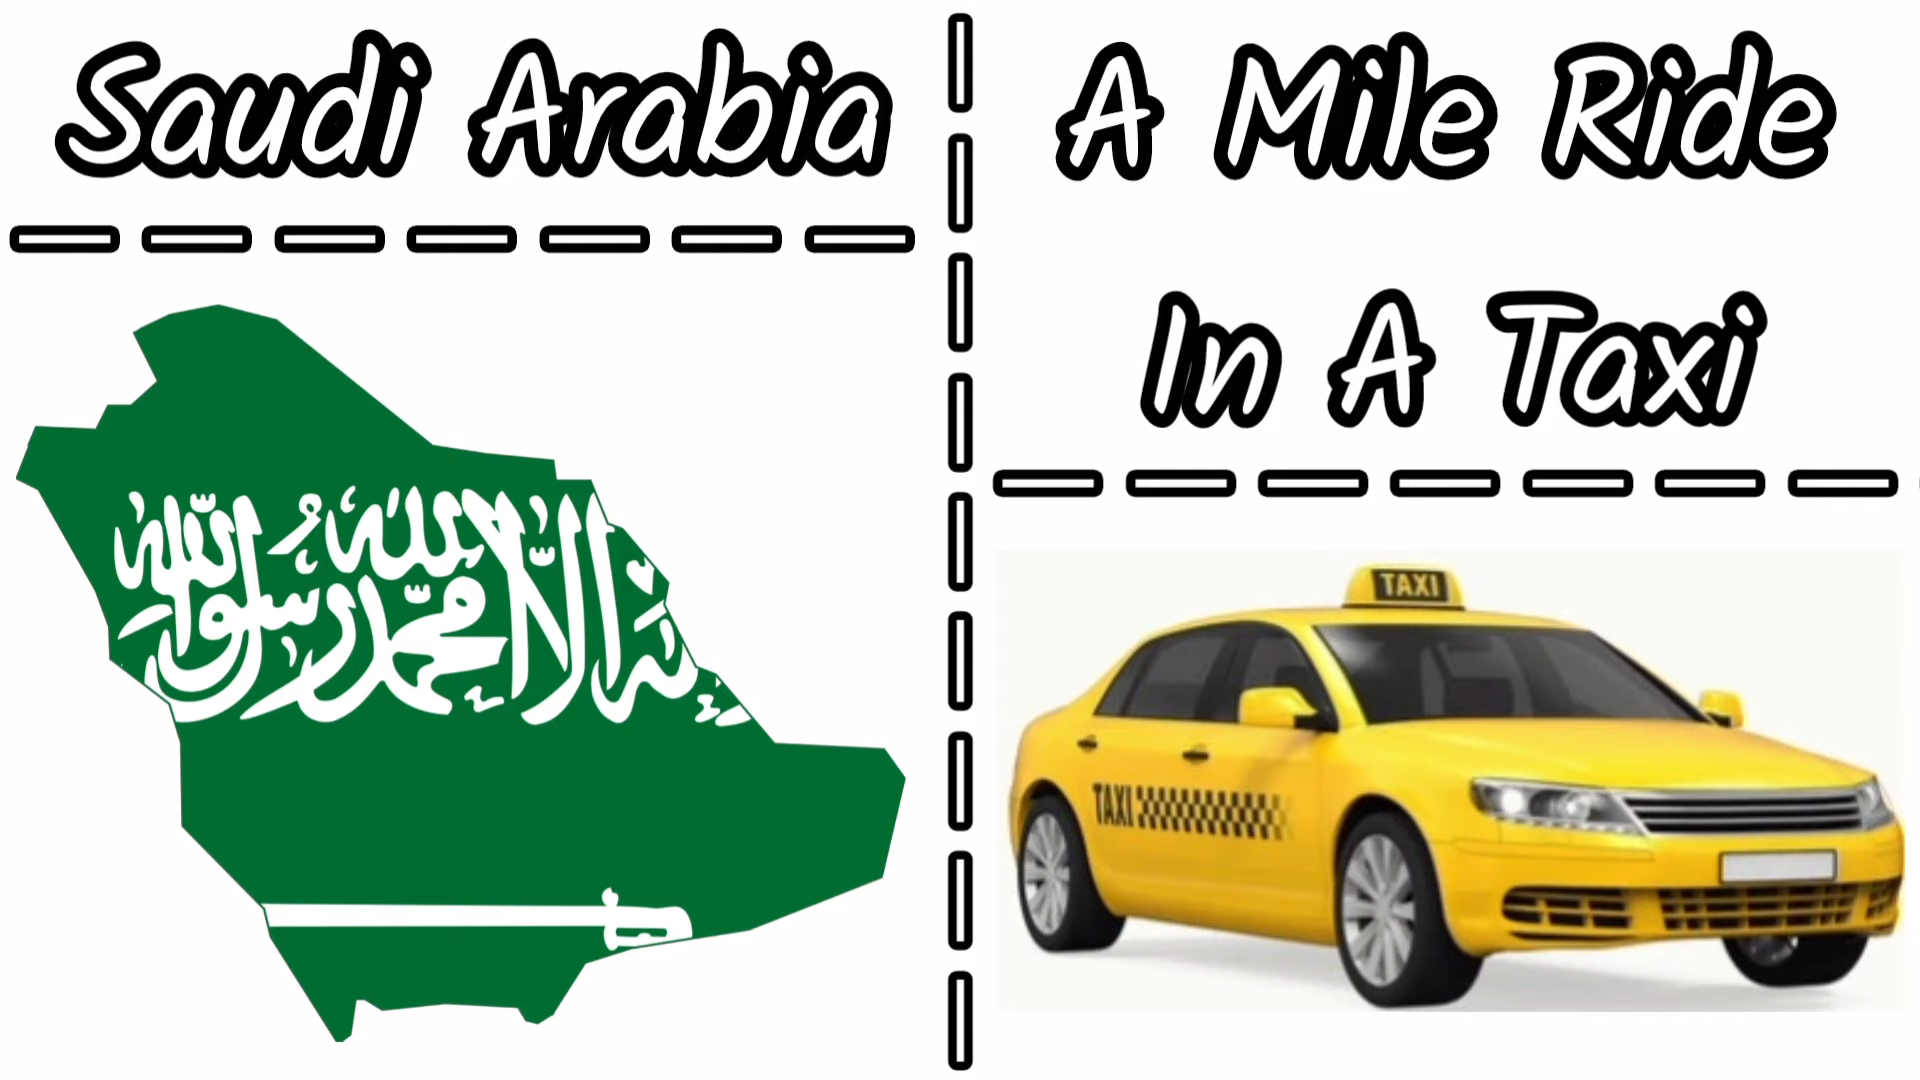 Saudi Arabia
لا إله إلا الله محمد رسول الله
A Mile Ride
In A Taxi
TAXI
TAXI